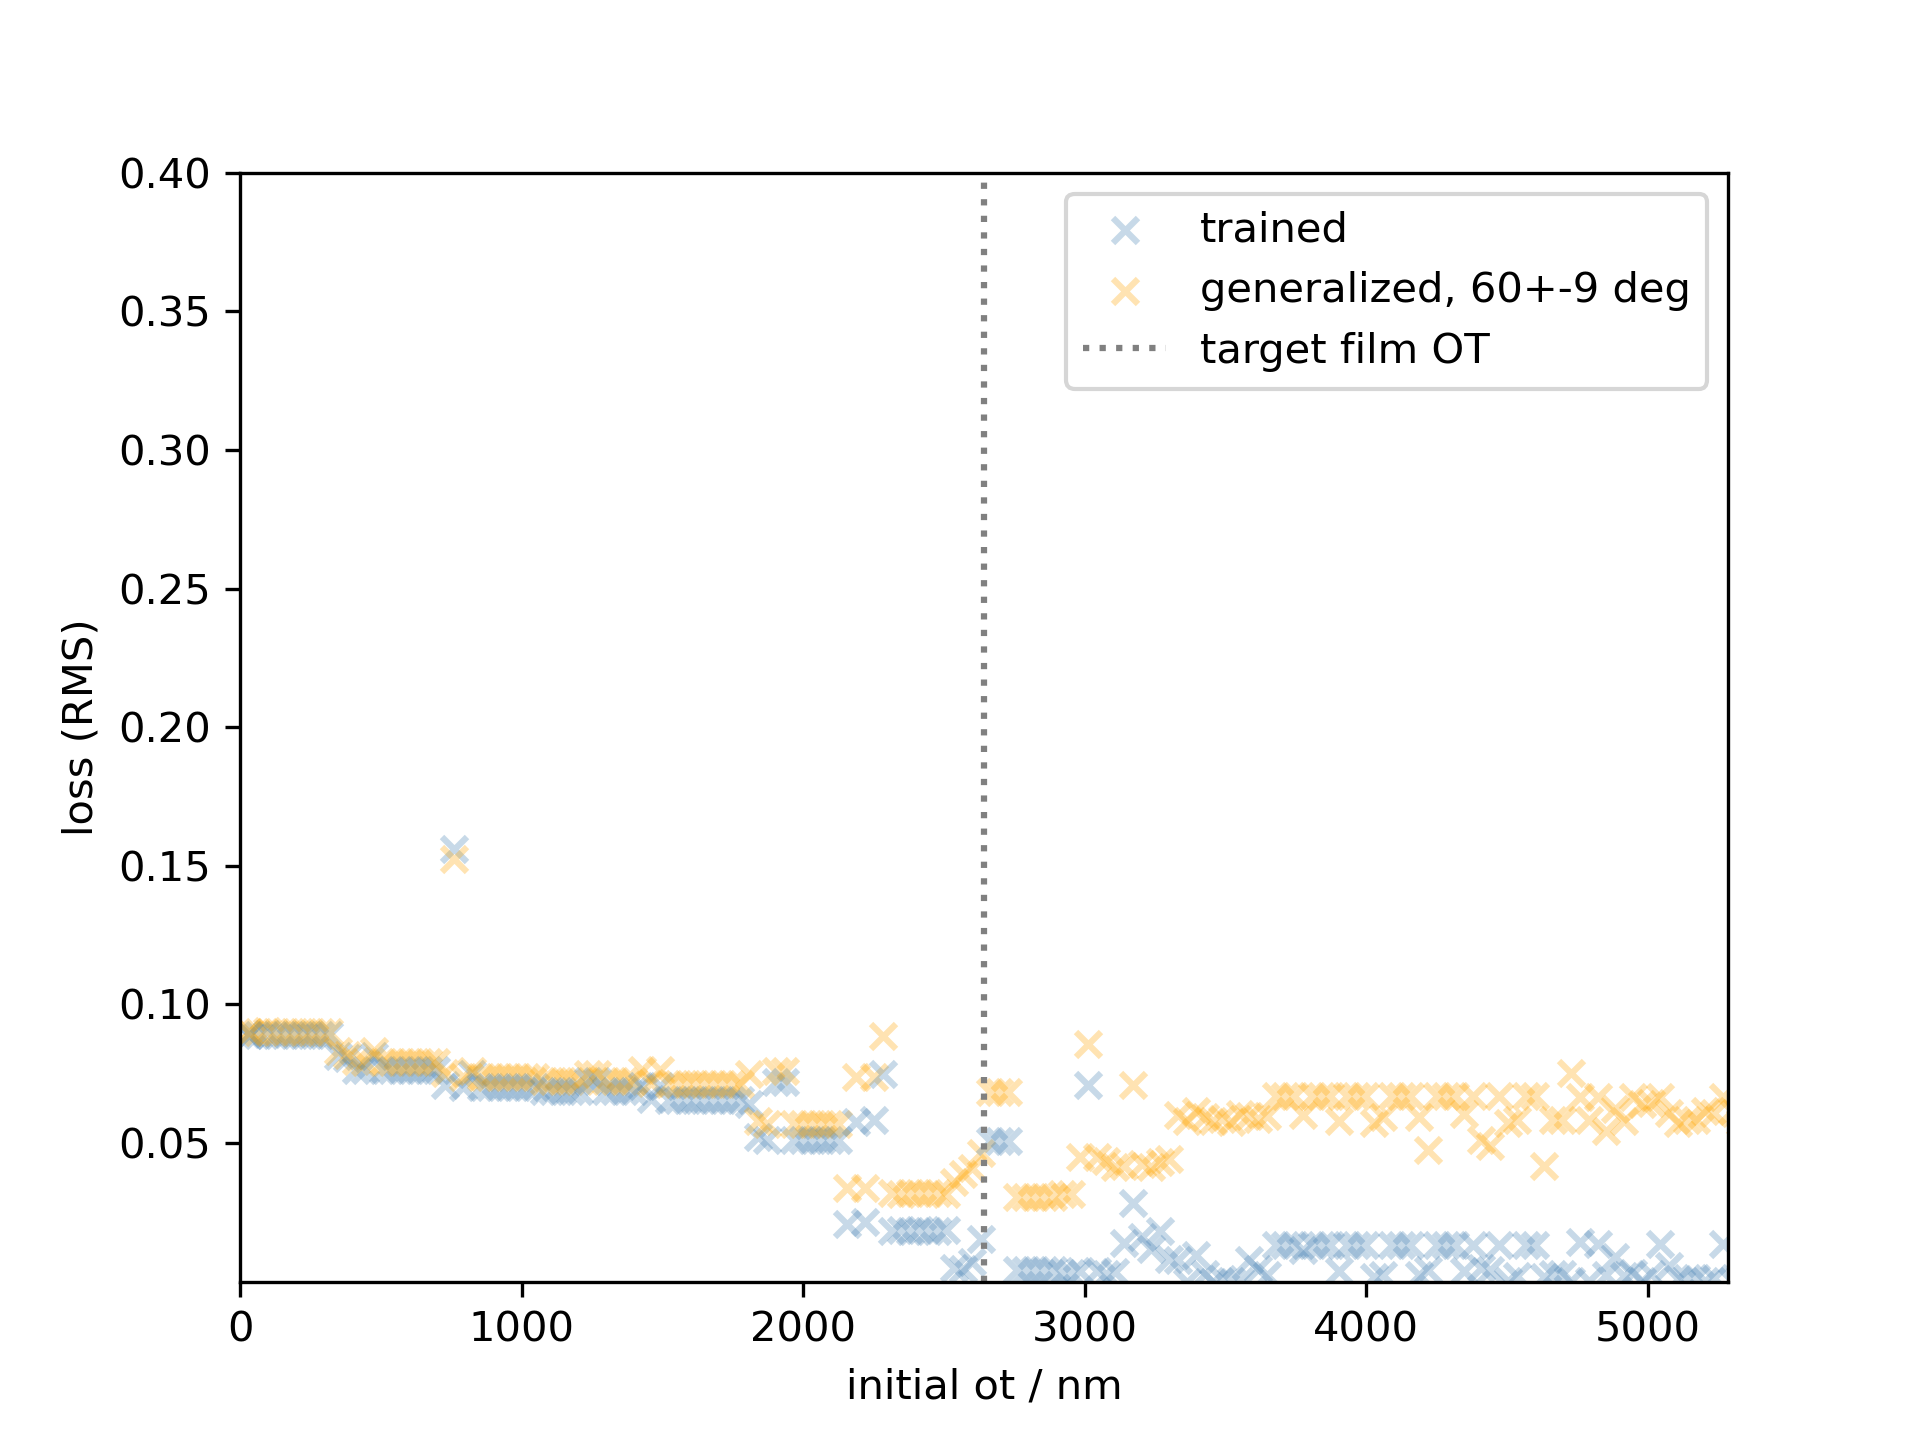 0.40
0.35
0.30
0.25
0.20
0.15
0.10
0.05
loss (RMS)
trained
generalized, 60+-9 deg
target film OT
0 1000 2000 3000 4000 5000
initial ot / nm